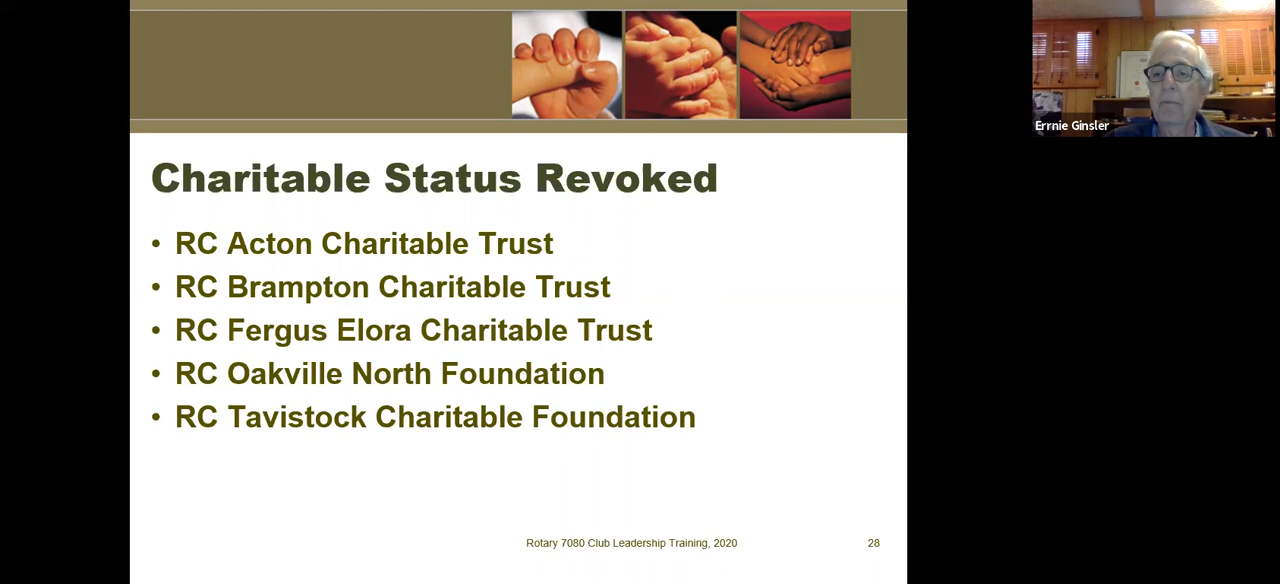 Errnie Ginsler
Charitable Status Revoked
• RC Acton Charitable Trust
• RC Brampton Charitable Trust
• RC Fergus Elora Charitable Trust
• RC Oakville North Foundation
• RC Tavistock Charitable Foundation
Rotary 7080 Club Leadership Training, 2020
28